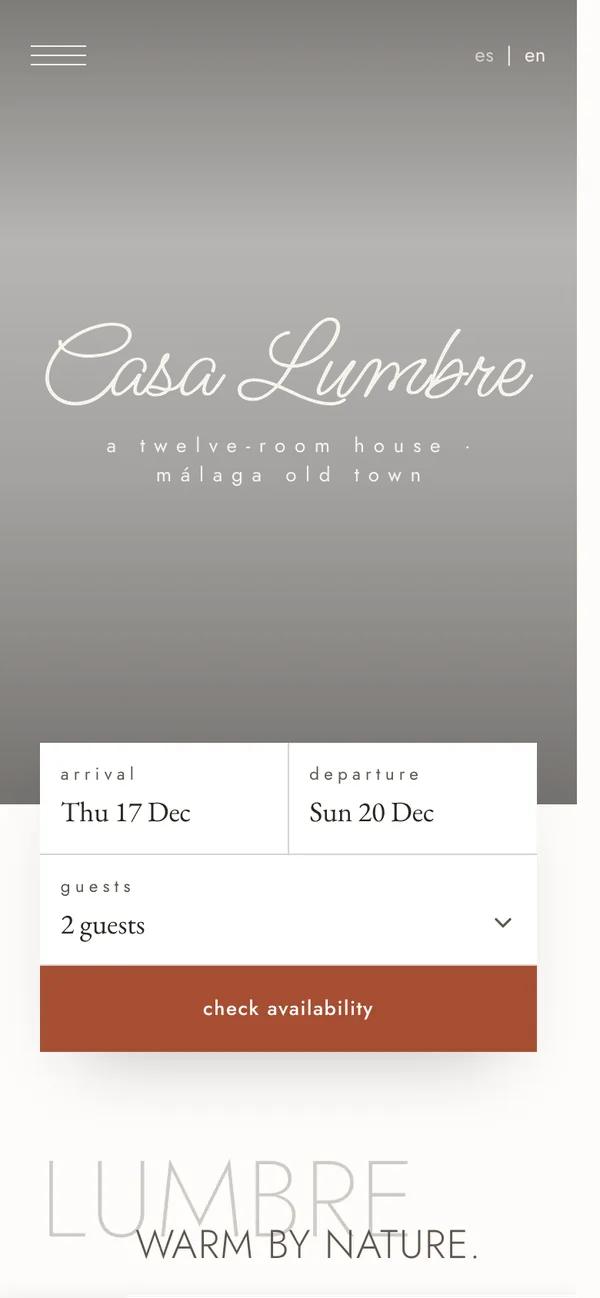 es | en
Casa Lumbre
a twelve-room house ·
málaga old town
arrival
Thu 17 Dec
departure
Sun 20 Dec
guests
2 guests
check availability
LUMBRE
WARM BY NATURE.